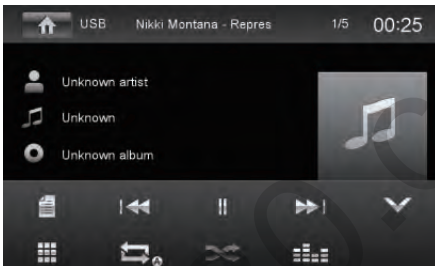 USB Nikki Montana - Repres 1/5 00:25
Unknown artist
Unknown
Unknown album